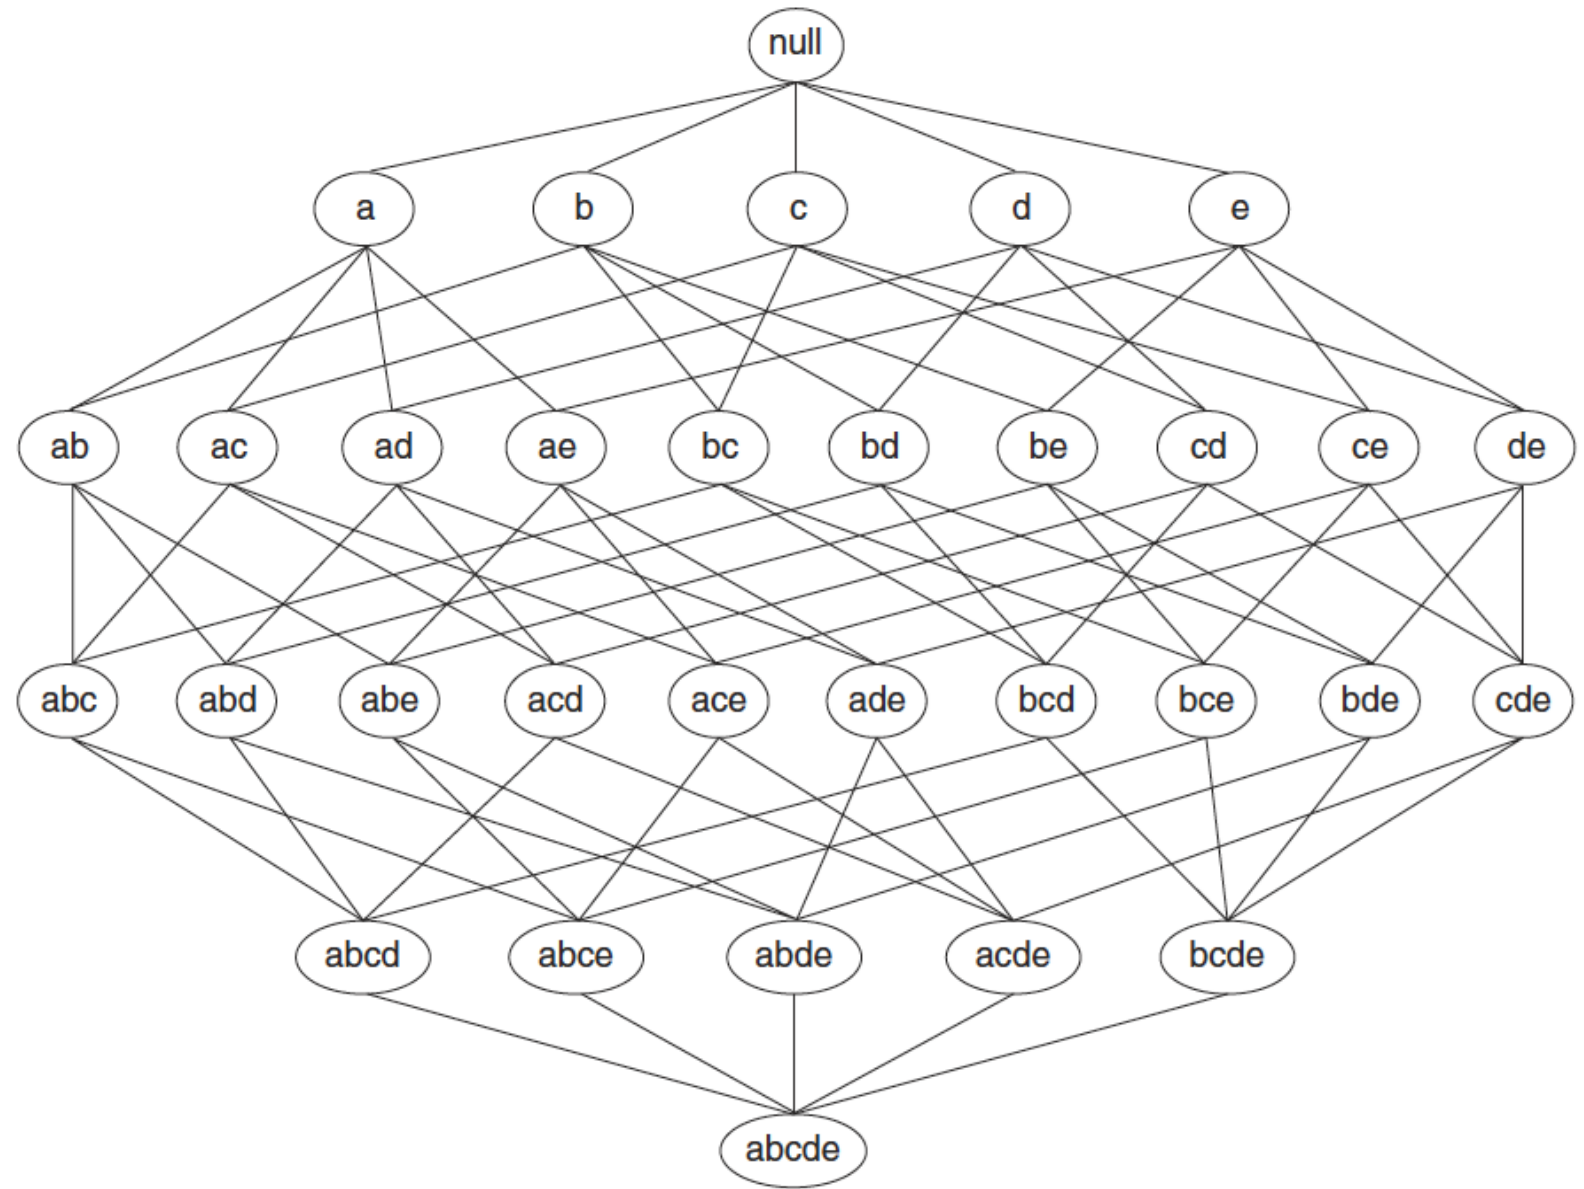 null
a b c d e
ab ac ad ae bc bd be cd ce de
abc abd abe acd ace ade bcd bce bde cde
abcd abce abde acde bcde
abcde